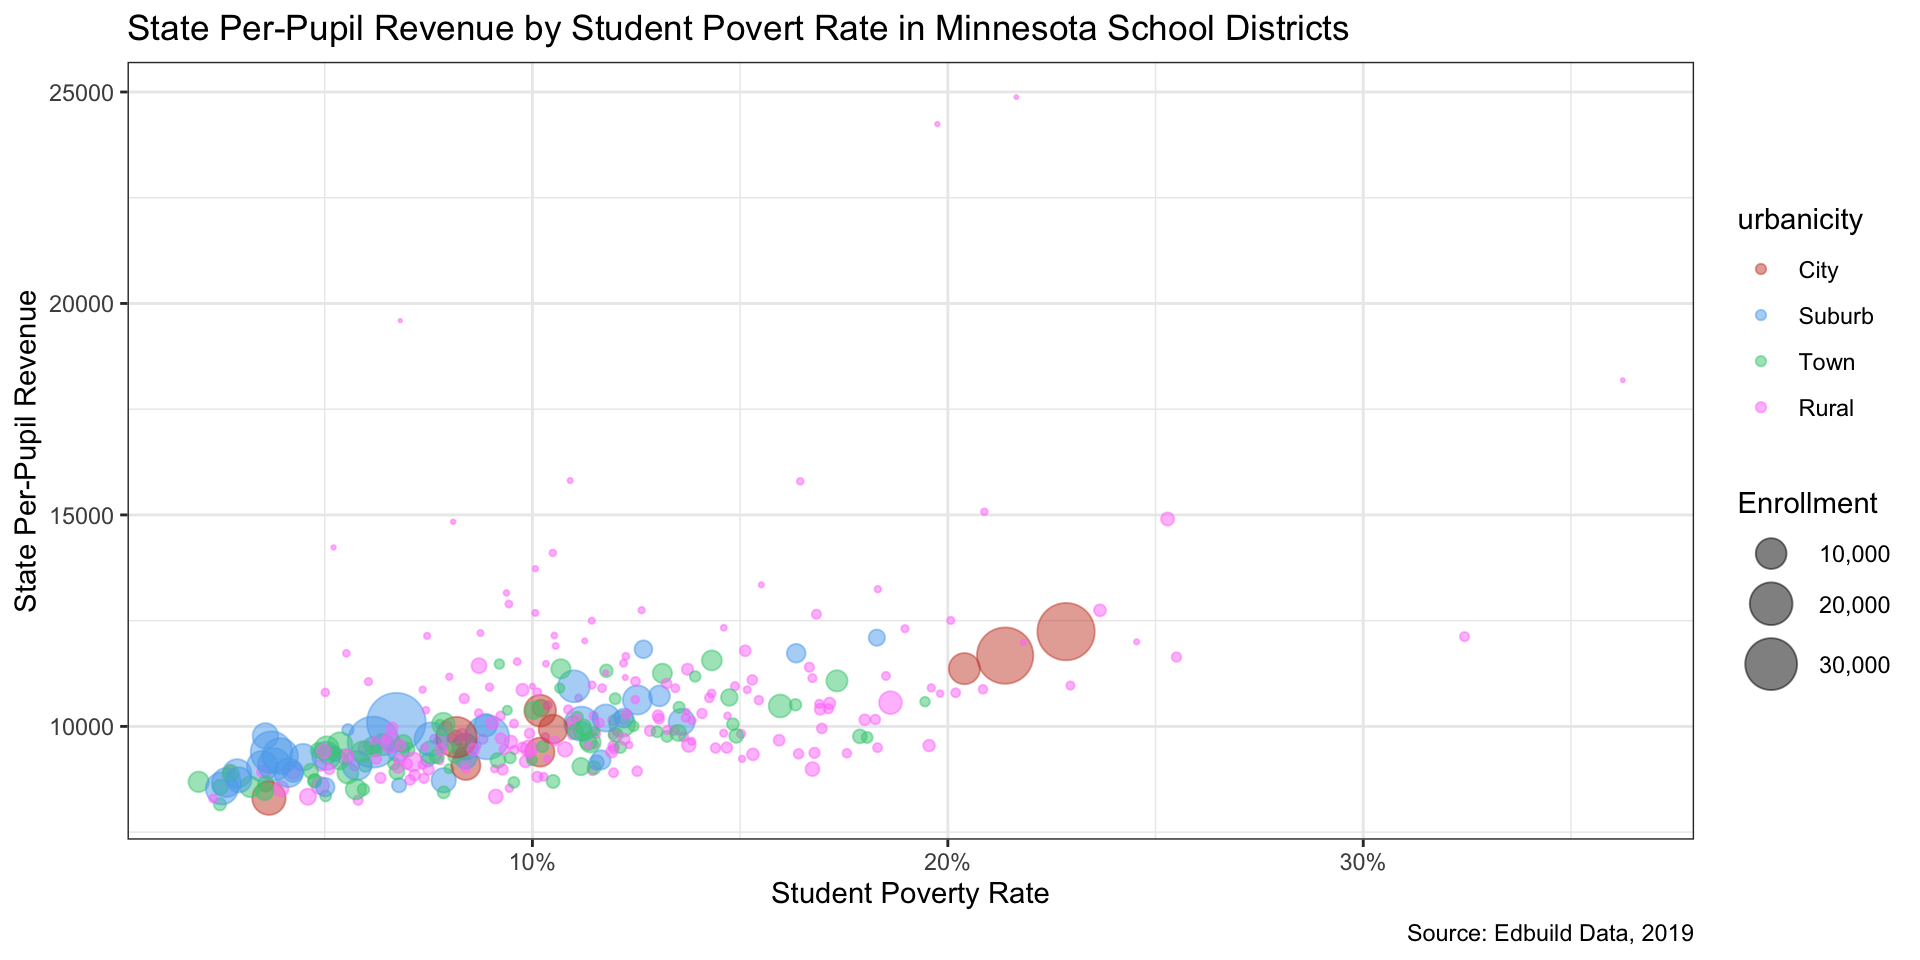 State Per-Pupil Revenue by Student Povert Rate in Minnesota School Districts
State Per-Pupil Revenue
25000
20000
15000
10000
10%
20%
30%
Student Poverty Rate
urbanicity
City
Suburb
Town
Rural
Enrollment
10,000
20,000
30,000
Source: Edbuild Data, 2019